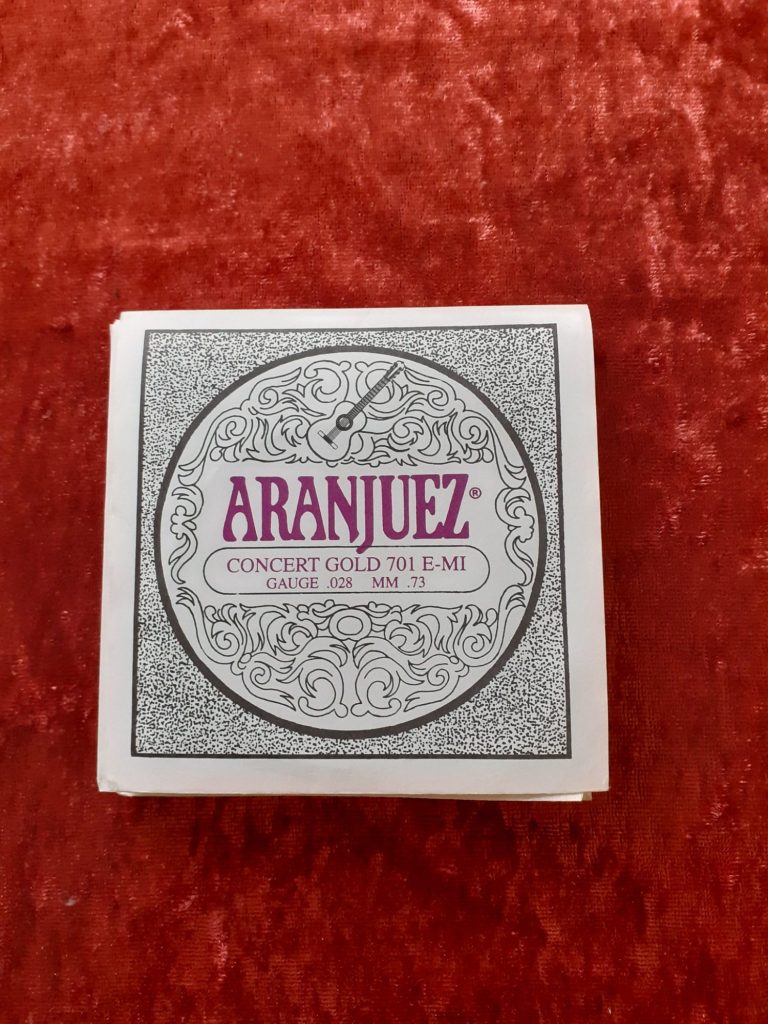 ARANJUEZ®
CONCERT GOLD 701 E-MI
GAUGE .028 MM .73